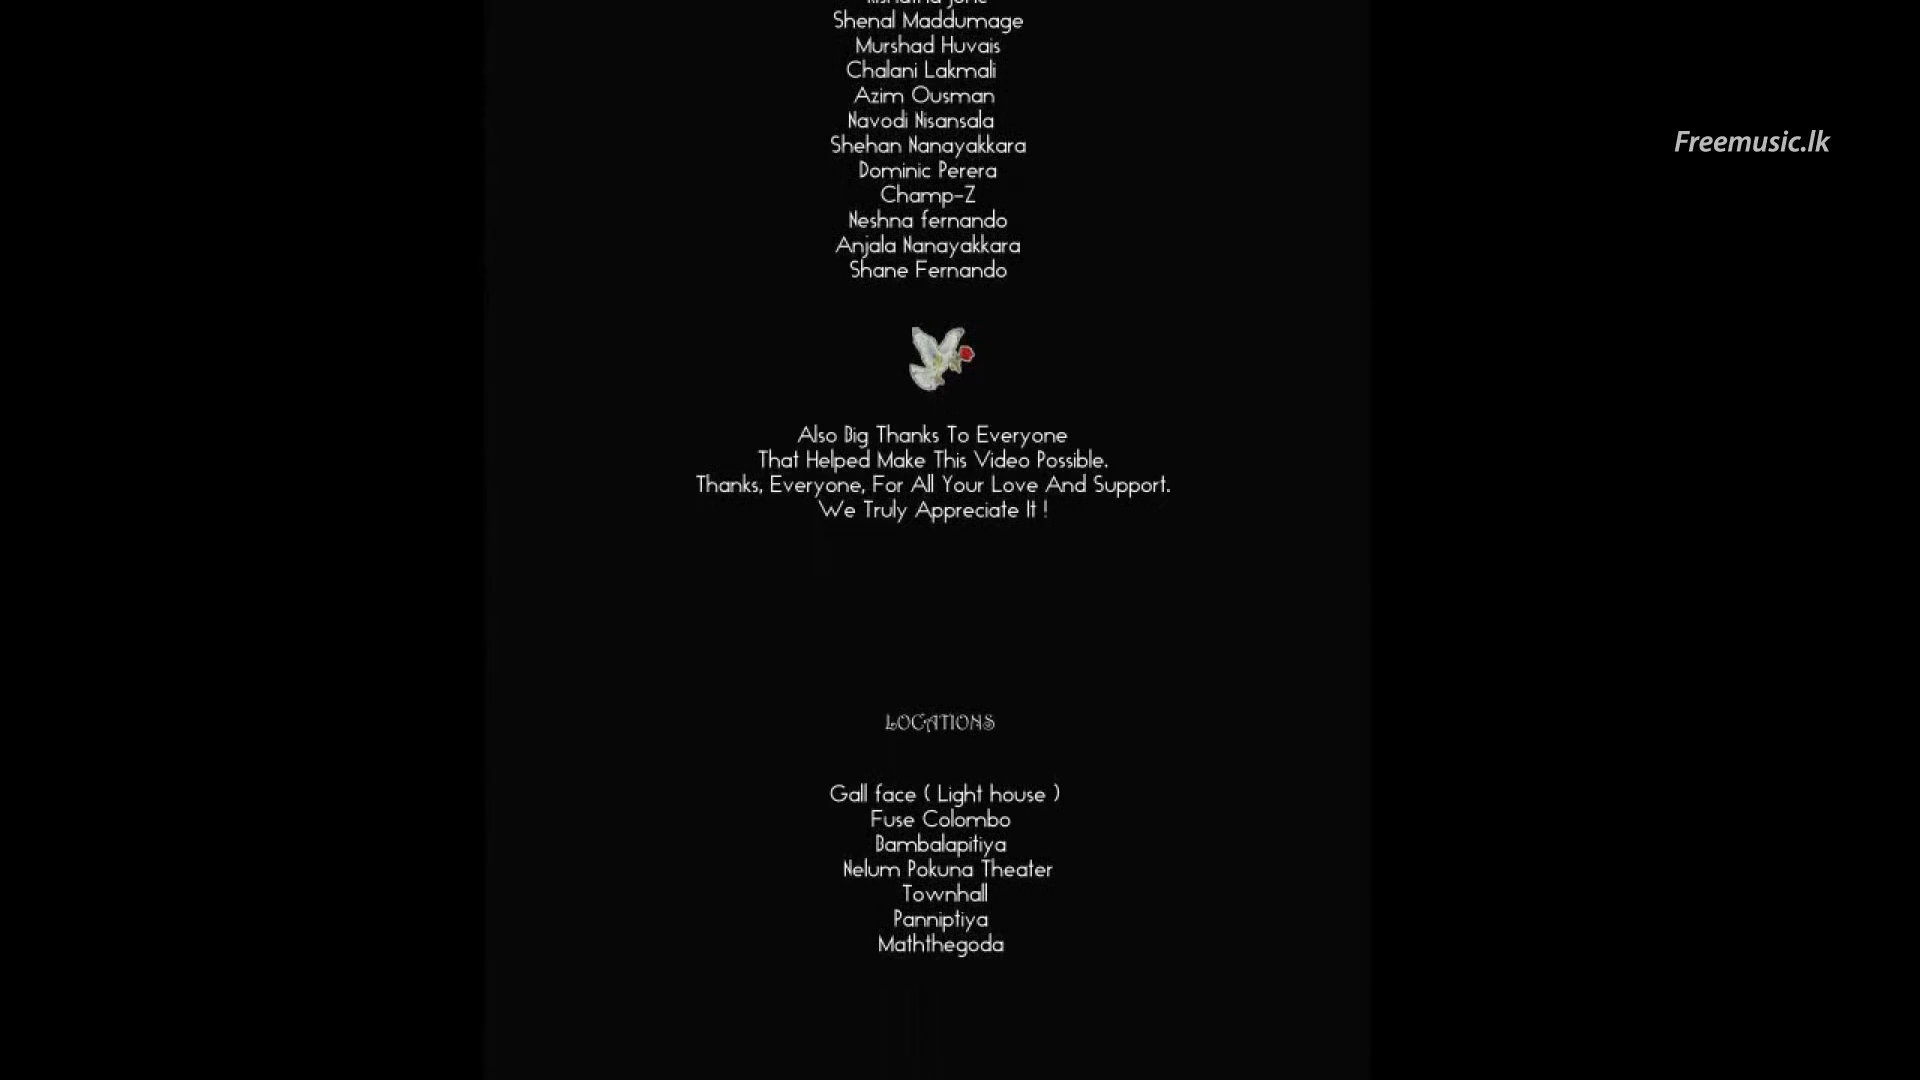 Shenal Maddumage
Murshad Huvais
Chalani Lakmali
Azim Ousman
Navodi Nisansala
Shehan Nanayakkara
Dominic Perera
Champ-Z
Neshna fernando
Anjala Nanayakkara
Shane Fernando
Freemusic.lk
Also Big Thanks To Everyone
That Helped Make This Video Possible.
Thanks, Everyone, For All Your Love And Support.
We Truly Appreciate It !
LOCATIONS
Gall face ( Light house )
Fuse Colombo
Bambalapitiya
Nelum Pokuna Theater
Townhall
Panniptiya
Maththegoda